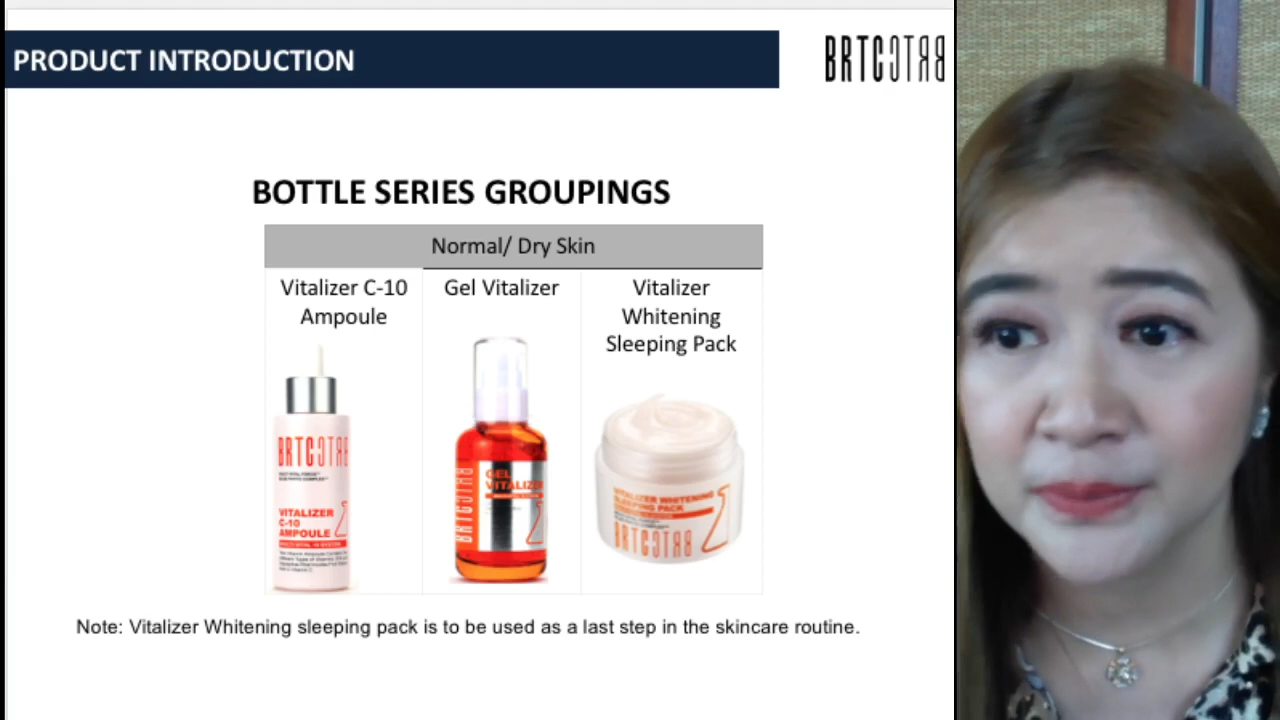 PRODUCT INTRODUCTION
BRTC
BOTTLE SERIES GROUPINGS
Normal/ Dry Skin
Vitalizer C-10
Ampoule
Gel Vitalizer
Vitalizer
Whitening
Sleeping Pack
BRTC
VITALIZER
C-10
AMPOULE
BRTC
GEL
VITALIZER
VITALIZER WHITENING
SLEEPING PACK
BRTC
Note: Vitalizer Whitening sleeping pack is to be used as a last step in the skincare routine.